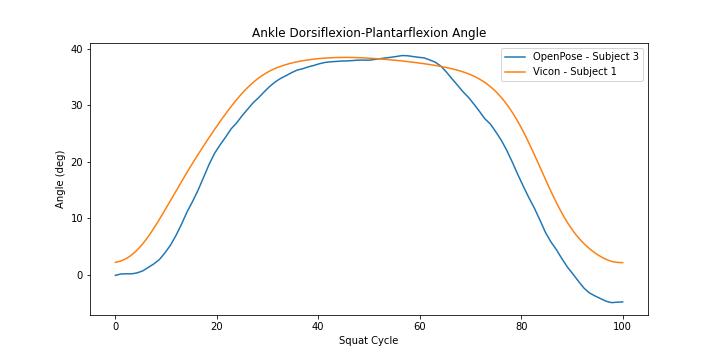 Ankle Dorsiflexion-Plantarflexion Angle
OpenPose - Subject 3
Vicon - Subject 1
Angle (deg)
40
30
20
10
0
0 20 40 60 80 100
Squat Cycle